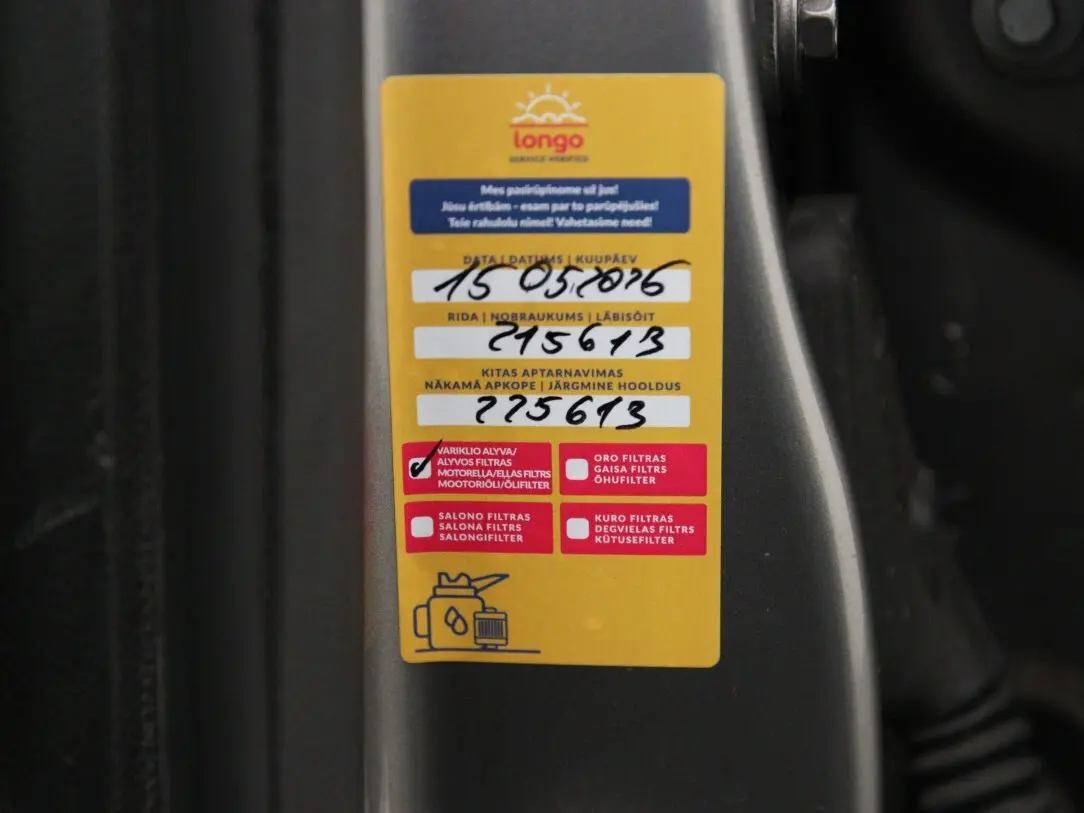 longo
Mes pasirūpinome už jus!
Jūsu ērtībām - esam par to parūpējušies!
Teie rahulolu nimel! Vahetasime need!
DATA | DATUMS | KUUPÄEV
15 05.2026
RIDA | NOBRAUKUMS | LÄBISÕIT
215613
KITAS APTARNAVIMAS
NĀKAMĀ APKOPE | JÄRGMINE HOOLDUS
225613
VARIKLIO ALYVA/
ALYVOS FILTRAS
MOTOREĻĻA/EĻĻAS FILTRS
MOOTORIÕLI/ÕLIFILTER
ORO FILTRAS
GAISA FILTRS
ÕHUFILTER
SALONO FILTRAS
SALONA FILTRS
SALONGIFILTER
KURO FILTRAS
DEGVIELAS FILTRS
KÜTUSEFILTER